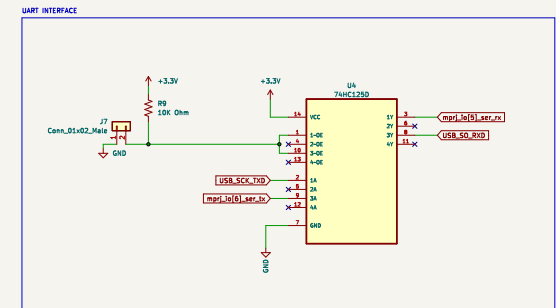 UART INTERFACE
+3.3V
+3.3V
R9
10K Ohm
J7
Conn_01x02_Male
1
2
GND
U4
74HC125D
14 VCC
1 1-OE
4 2-OE
10 3-OE
13 4-OE
USB_SCK_TXD 2 1A
5 2A
mprj_io[6]_ser_tx 9 3A
12 4A
7 GND
1Y 3 mprj_io[5]_ser_rx
2Y 6
3Y 8 USB_SO_RXD
4Y 11
GND